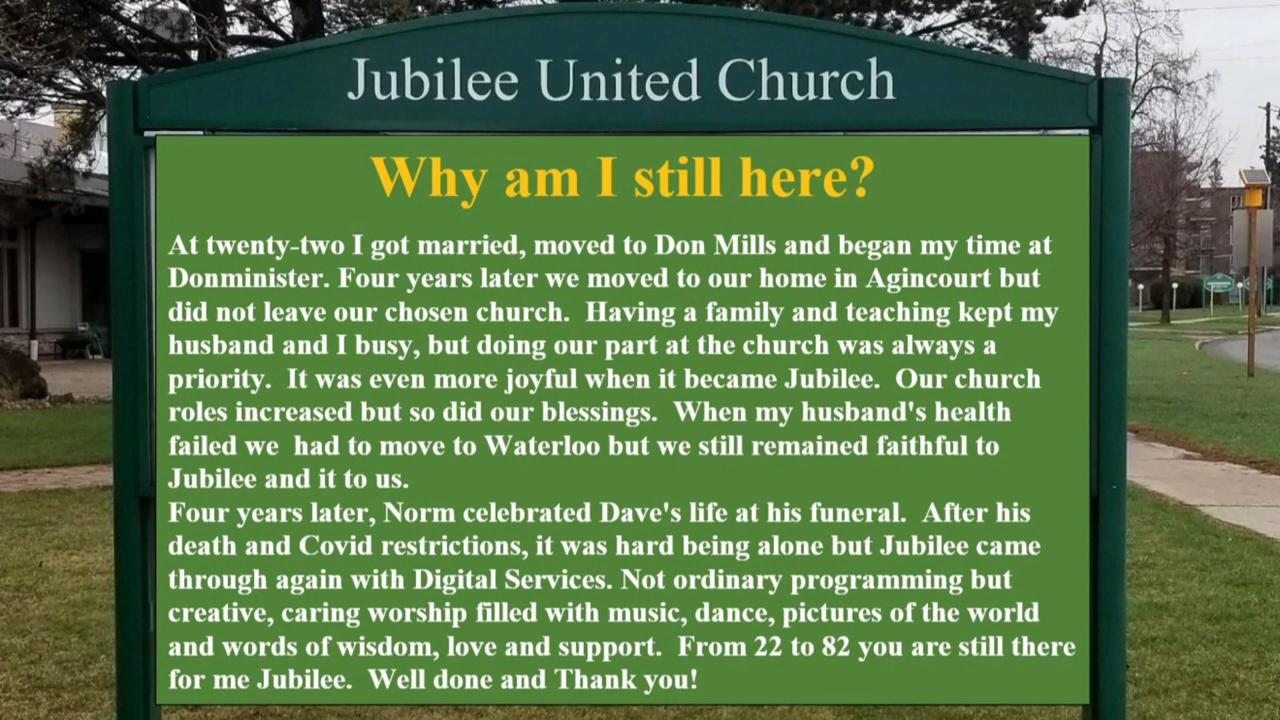 Jubilee United Church
Why am I still here?
At twenty-two I got married, moved to Don Mills and began my time at
Donminister. Four years later we moved to our home in Agincourt but
did not leave our chosen church.  Having a family and teaching kept my
husband and I busy, but doing our part at the church was always a
priority.  It was even more joyful when it became Jubilee.  Our church
roles increased but so did our blessings.  When my husband's health
failed we  had to move to Waterloo but we still remained faithful to
Jubilee and it to us.
Four years later, Norm celebrated Dave's life at his funeral.  After his
death and Covid restrictions, it was hard being alone but Jubilee came
through again with Digital Services. Not ordinary programming but
creative, caring worship filled with music, dance, pictures of the world
and words of wisdom, love and support.  From 22 to 82 you are still there
for me Jubilee.  Well done and Thank you!